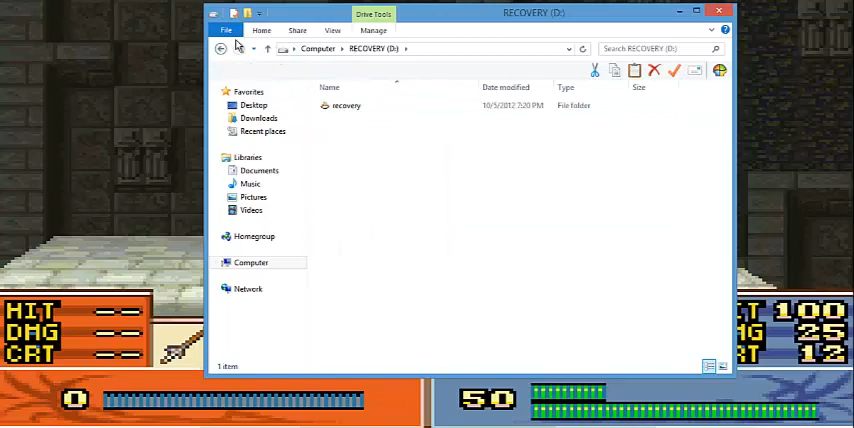 Drive Tools
RECOVERY (D:)
File Home Share View Manage
Computer RECOVERY (D:)
Search RECOVERY (D:)
Name Date modified Type Size
recovery 10/5/2012 7:20 PM File folder
Favorites
Desktop
Downloads
Recent places
Libraries
Documents
Music
Pictures
Videos
Homegroup
Computer
Network
1 item
HIT -- 
DMG --
CRT --
IT 100
25
RT 12
0
50